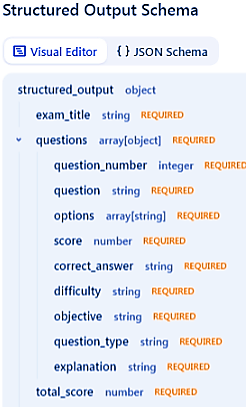 Structured Output Schema
Visual Editor { } JSON Schema
structured_output object
exam_title string REQUIRED
questions array[object] REQUIRED
question_number integer REQUIRED
question string REQUIRED
options array[string] REQUIRED
score number REQUIRED
correct_answer string REQUIRED
difficulty string REQUIRED
objective string REQUIRED
question_type string REQUIRED
explanation string REQUIRED
total_score number REQUIRED